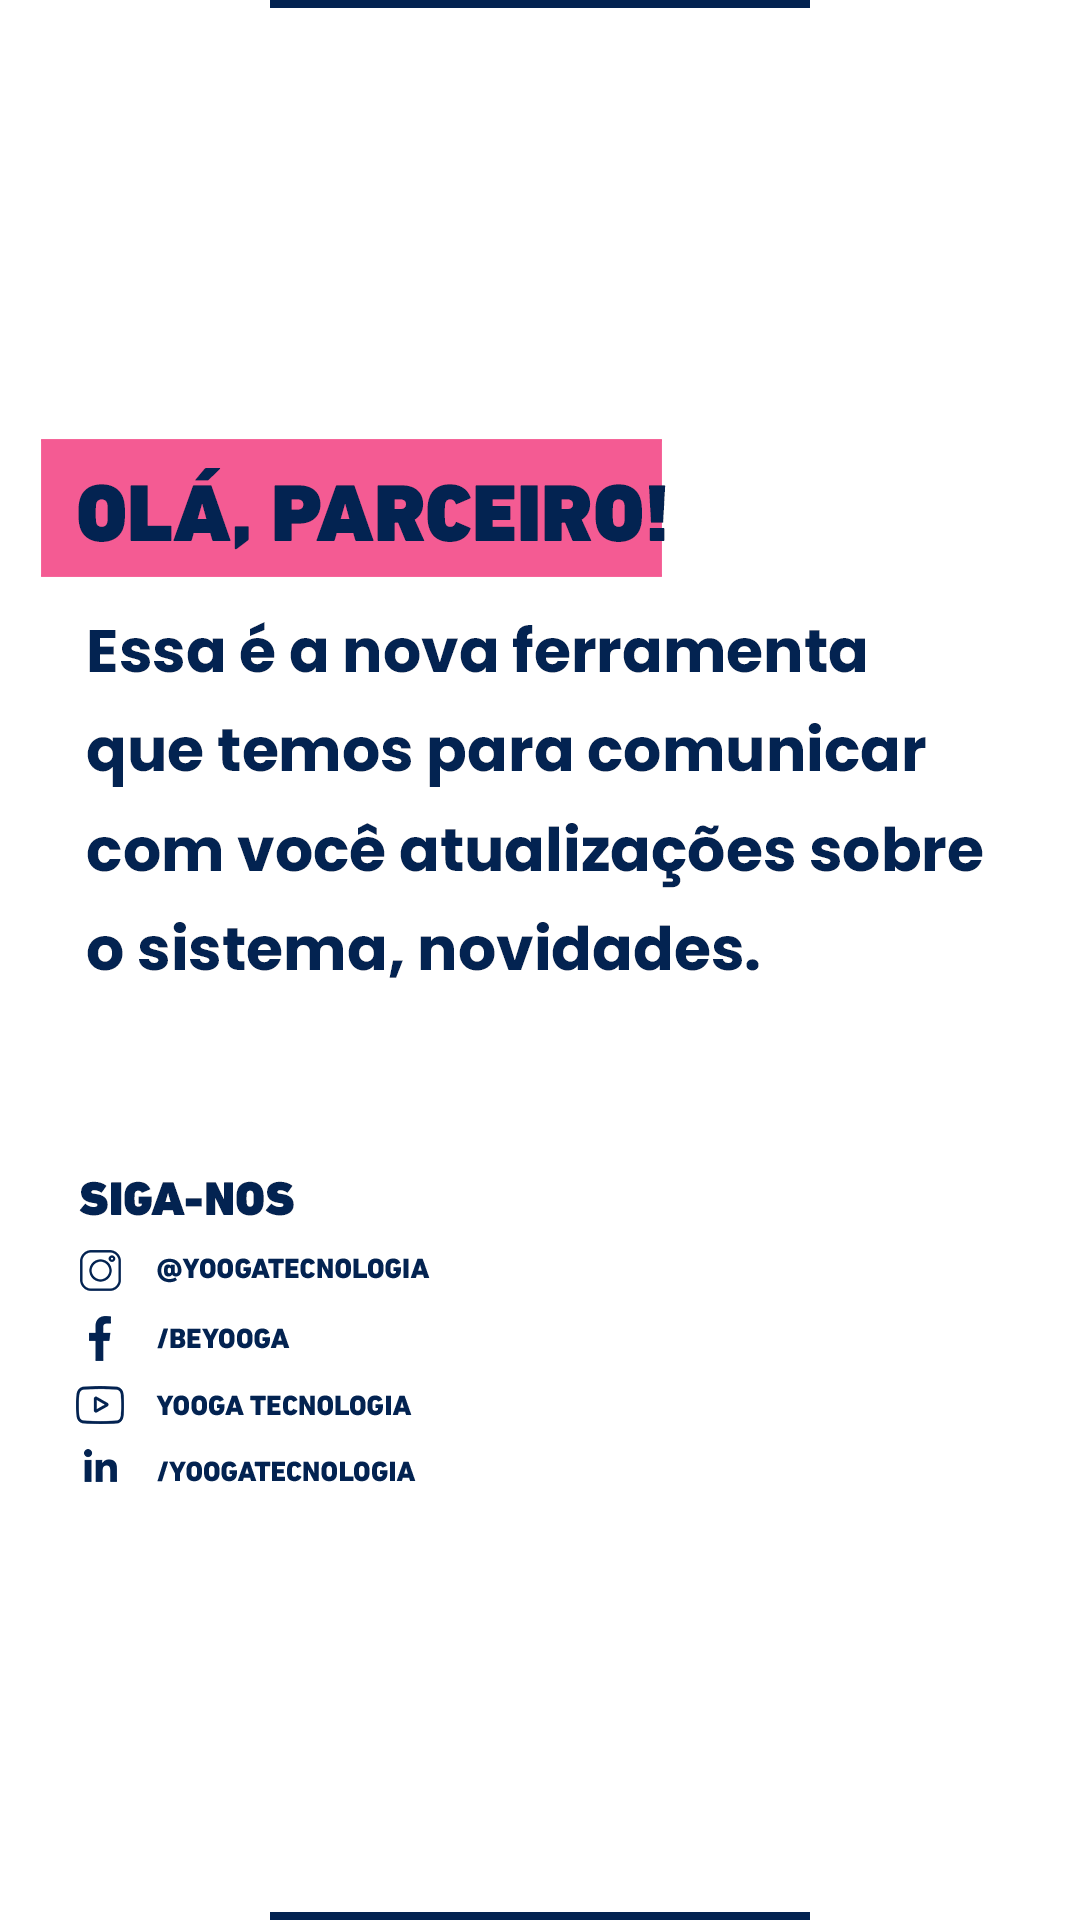 OLÁ, PARCEIRO!
Essa é a nova ferramenta
que temos para comunicar
com você atualizações sobre
o sistema, novidades.
SIGA-NOS
@YOOGATECNOLOGIA
/BEYOOGA
YOOGA TECNOLOGIA
in /YOOGATECNOLOGIA